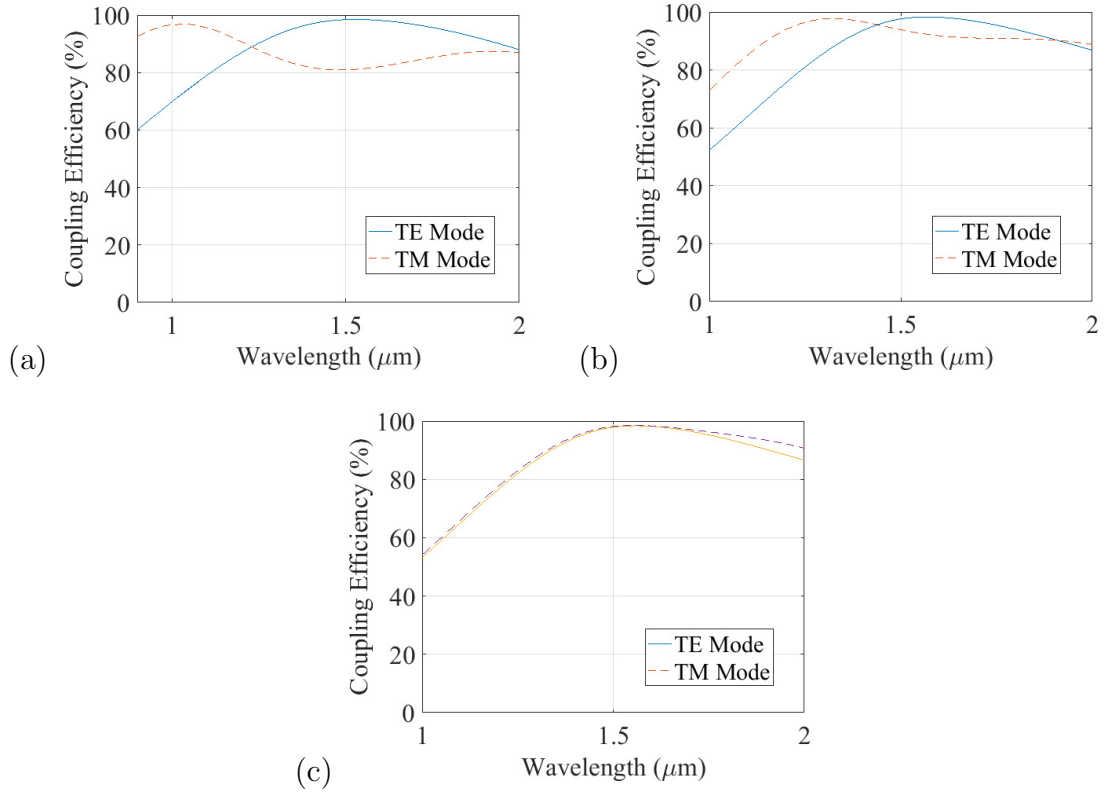 100
80
60
40
20
0
Coupling Efficiency (%)
TE Mode
TM Mode
1 1.5 2
Wavelength (μm)
(a)
100
80
60
40
20
0
Coupling Efficiency (%)
TE Mode
TM Mode
1 1.5 2
Wavelength (μm)
(b)
100
80
60
40
20
0
Coupling Efficiency (%)
TE Mode
TM Mode
1 1.5 2
Wavelength (μm)
(c)